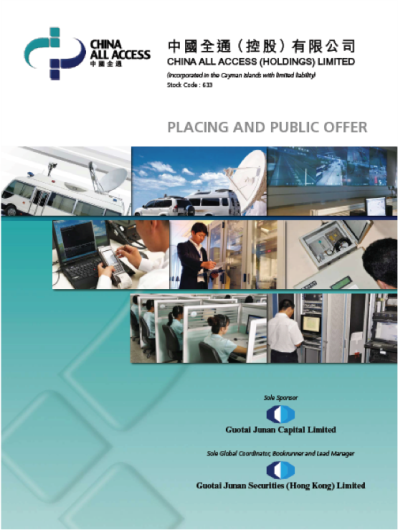 CHINA
ALL ACCESS
中國全通
中國全通（控股）有限公司
CHINA ALL ACCESS (HOLDINGS) LIMITED
(Incorporated in the Cayman Islands with limited liability)
Stock Code : 633
PLACING AND PUBLIC OFFER
Sole Sponsor
Guotai Junan Capital Limited
Sole Global Coordinator, Bookrunner and Lead Manager
Guotai Junan Securities (Hong Kong) Limited